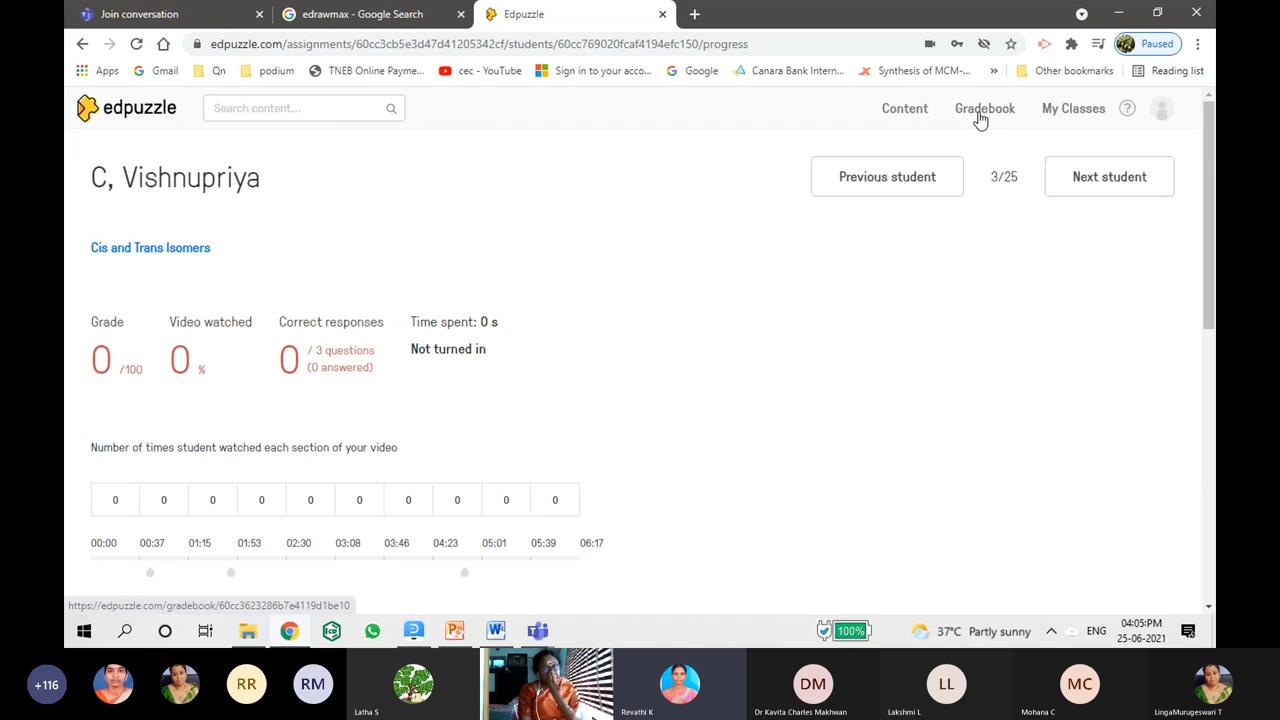 Join conversation
edrawmax - Google Search
Edpuzzle
edpuzzle.com/assignments/60cc3cb5e3d47d41205342cf/students/60cc769020fcaf4194efc150/progress
Paused
Apps
Gmail
Qn
podium
TNEB Online Payme...
cec - YouTube
Sign in to your acco...
Google
Canara Bank Intern...
Synthesis of MCM-...
»
Other bookmarks
Reading list
edpuzzle
Search content...
Content
Gradebook
My Classes
?
C, Vishnupriya
Previous student
3/25
Next student
Cis and Trans Isomers
Grade
Video watched
Correct responses
Time spent: 0 s
0 /100
0 %
0 / 3 questions
(0 answered)
Not turned in
Number of times student watched each section of your video
0 0 0 0 0 0 0 0 0 0
00:00 00:37 01:15 01:53 02:30 03:08 03:46 04:23 05:01 05:39 06:17
https://edpuzzle.com/gradebook/60cc3623286b7e4119d1be10
100%
37°C Partly sunny
ENG
04:05:PM
25-06-2021
+116
RR
RM
Latha S
Revathi K
DM
Dr Kavita Charles Makhwan
LL
Lakshmi L
MC
Mohana C
LingaMurugeswari T